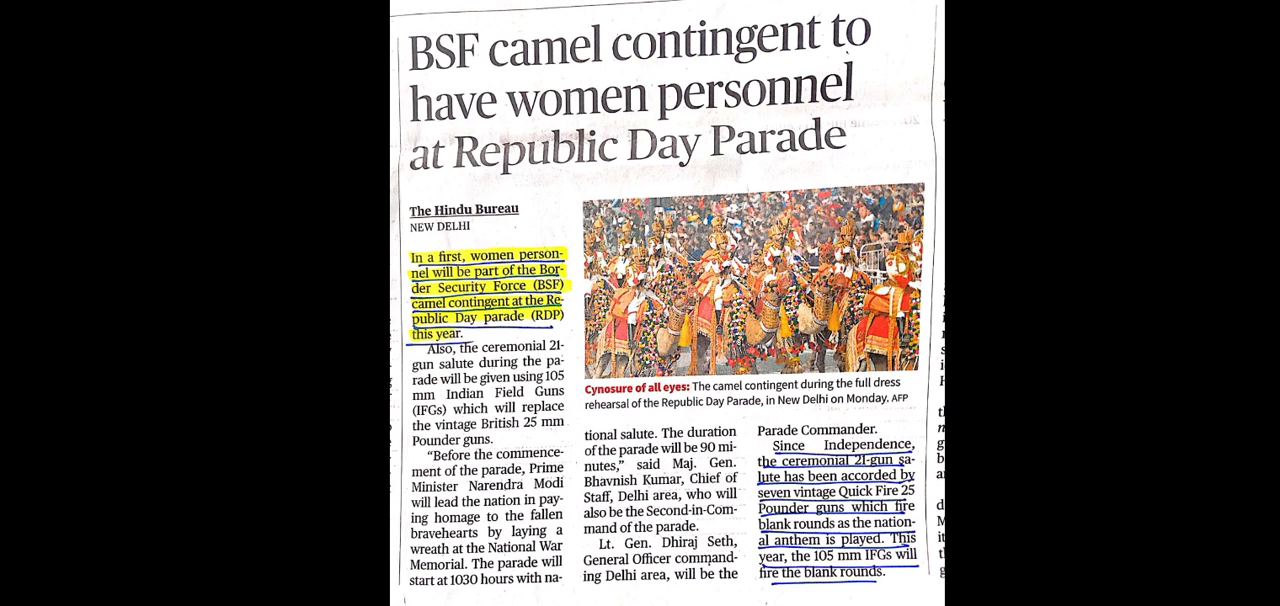 BSF camel contingent to
have women personnel
at Republic Day Parade
The Hindu Bureau
NEW DELHI
In a first, women person-
nel will be part of the Bor-
der Security Force (BSF)
camel contingent at the Re-
public Day parade (RDP)
this year.
Also, the ceremonial 21-
gun salute during the pa-
rade will be given using 105
mm Indian Field Guns
(IFGs) which will replace
the vintage British 25 mm
Pounder guns.
“Before the commence-
ment of the parade, Prime
Minister Narendra Modi
will lead the nation in pay-
ing homage to the fallen
bravehearts by laying a
wreath at the National War
Memorial. The parade will
start at 1030 hours with na-
Cynosure of all eyes: The camel contingent during the full dress
rehearsal of the Republic Day Parade, in New Delhi on Monday. AFP
tional salute. The duration
of the parade will be 90 mi-
nutes,” said Maj. Gen.
Bhavnish Kumar, Chief of
Staff, Delhi area, who will
also be the Second-in-Com-
mand of the parade.
Lt. Gen. Dhiraj Seth,
General Officer command-
ing Delhi area, will be the
Parade Commander.
Since Independence,
the ceremonial 21-gun sa-
lute has been accorded by
seven vintage Quick Fire 25
Pounder guns which fire
blank rounds as the nation-
al anthem is played. This
year, the 105 mm IFGs will
fire the blank rounds.